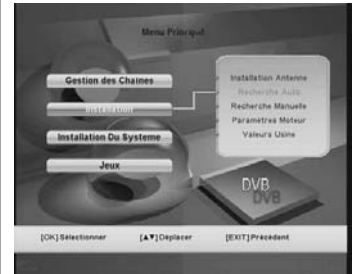 Menu Principal
Gestion des Chaines
Installation
Installation Du Systeme
Jeux
Installation Antenne
Recherche Auto
Recherche Manuelle
Paramètres Moteur
Valeurs Usine
DVB
DVB
[OK] Sélectionner
[▲▼] Déplacer
[EXIT] Précédent